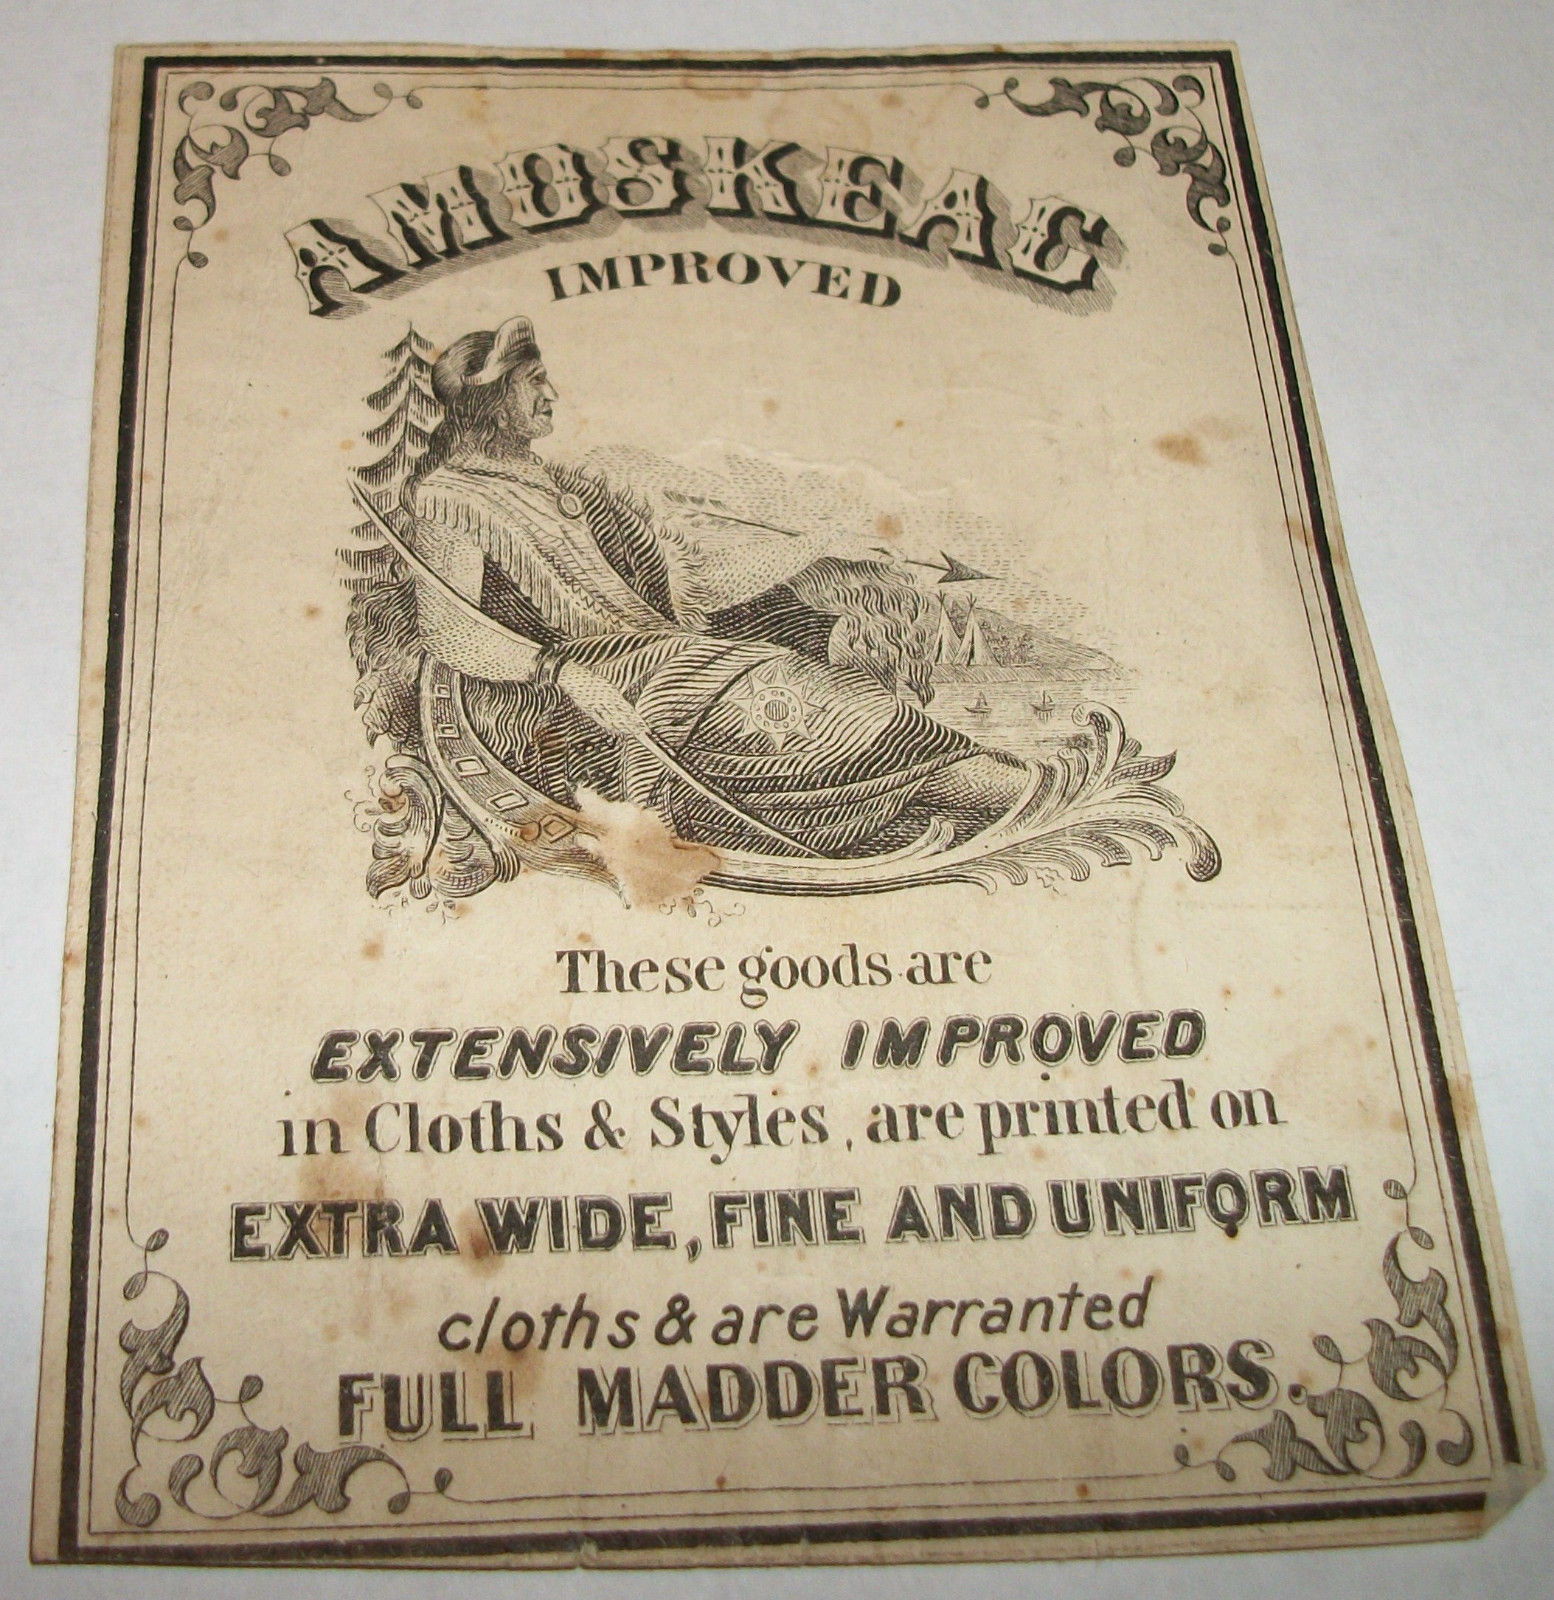 AMOSKEAG
IMPROVED
These goods are
EXTENSIVELY IMPROVED
in Cloths & Styles, are printed on
EXTRA WIDE, FINE AND UNIFORM
cloths & are Warranted
FULL MADDER COLORS.